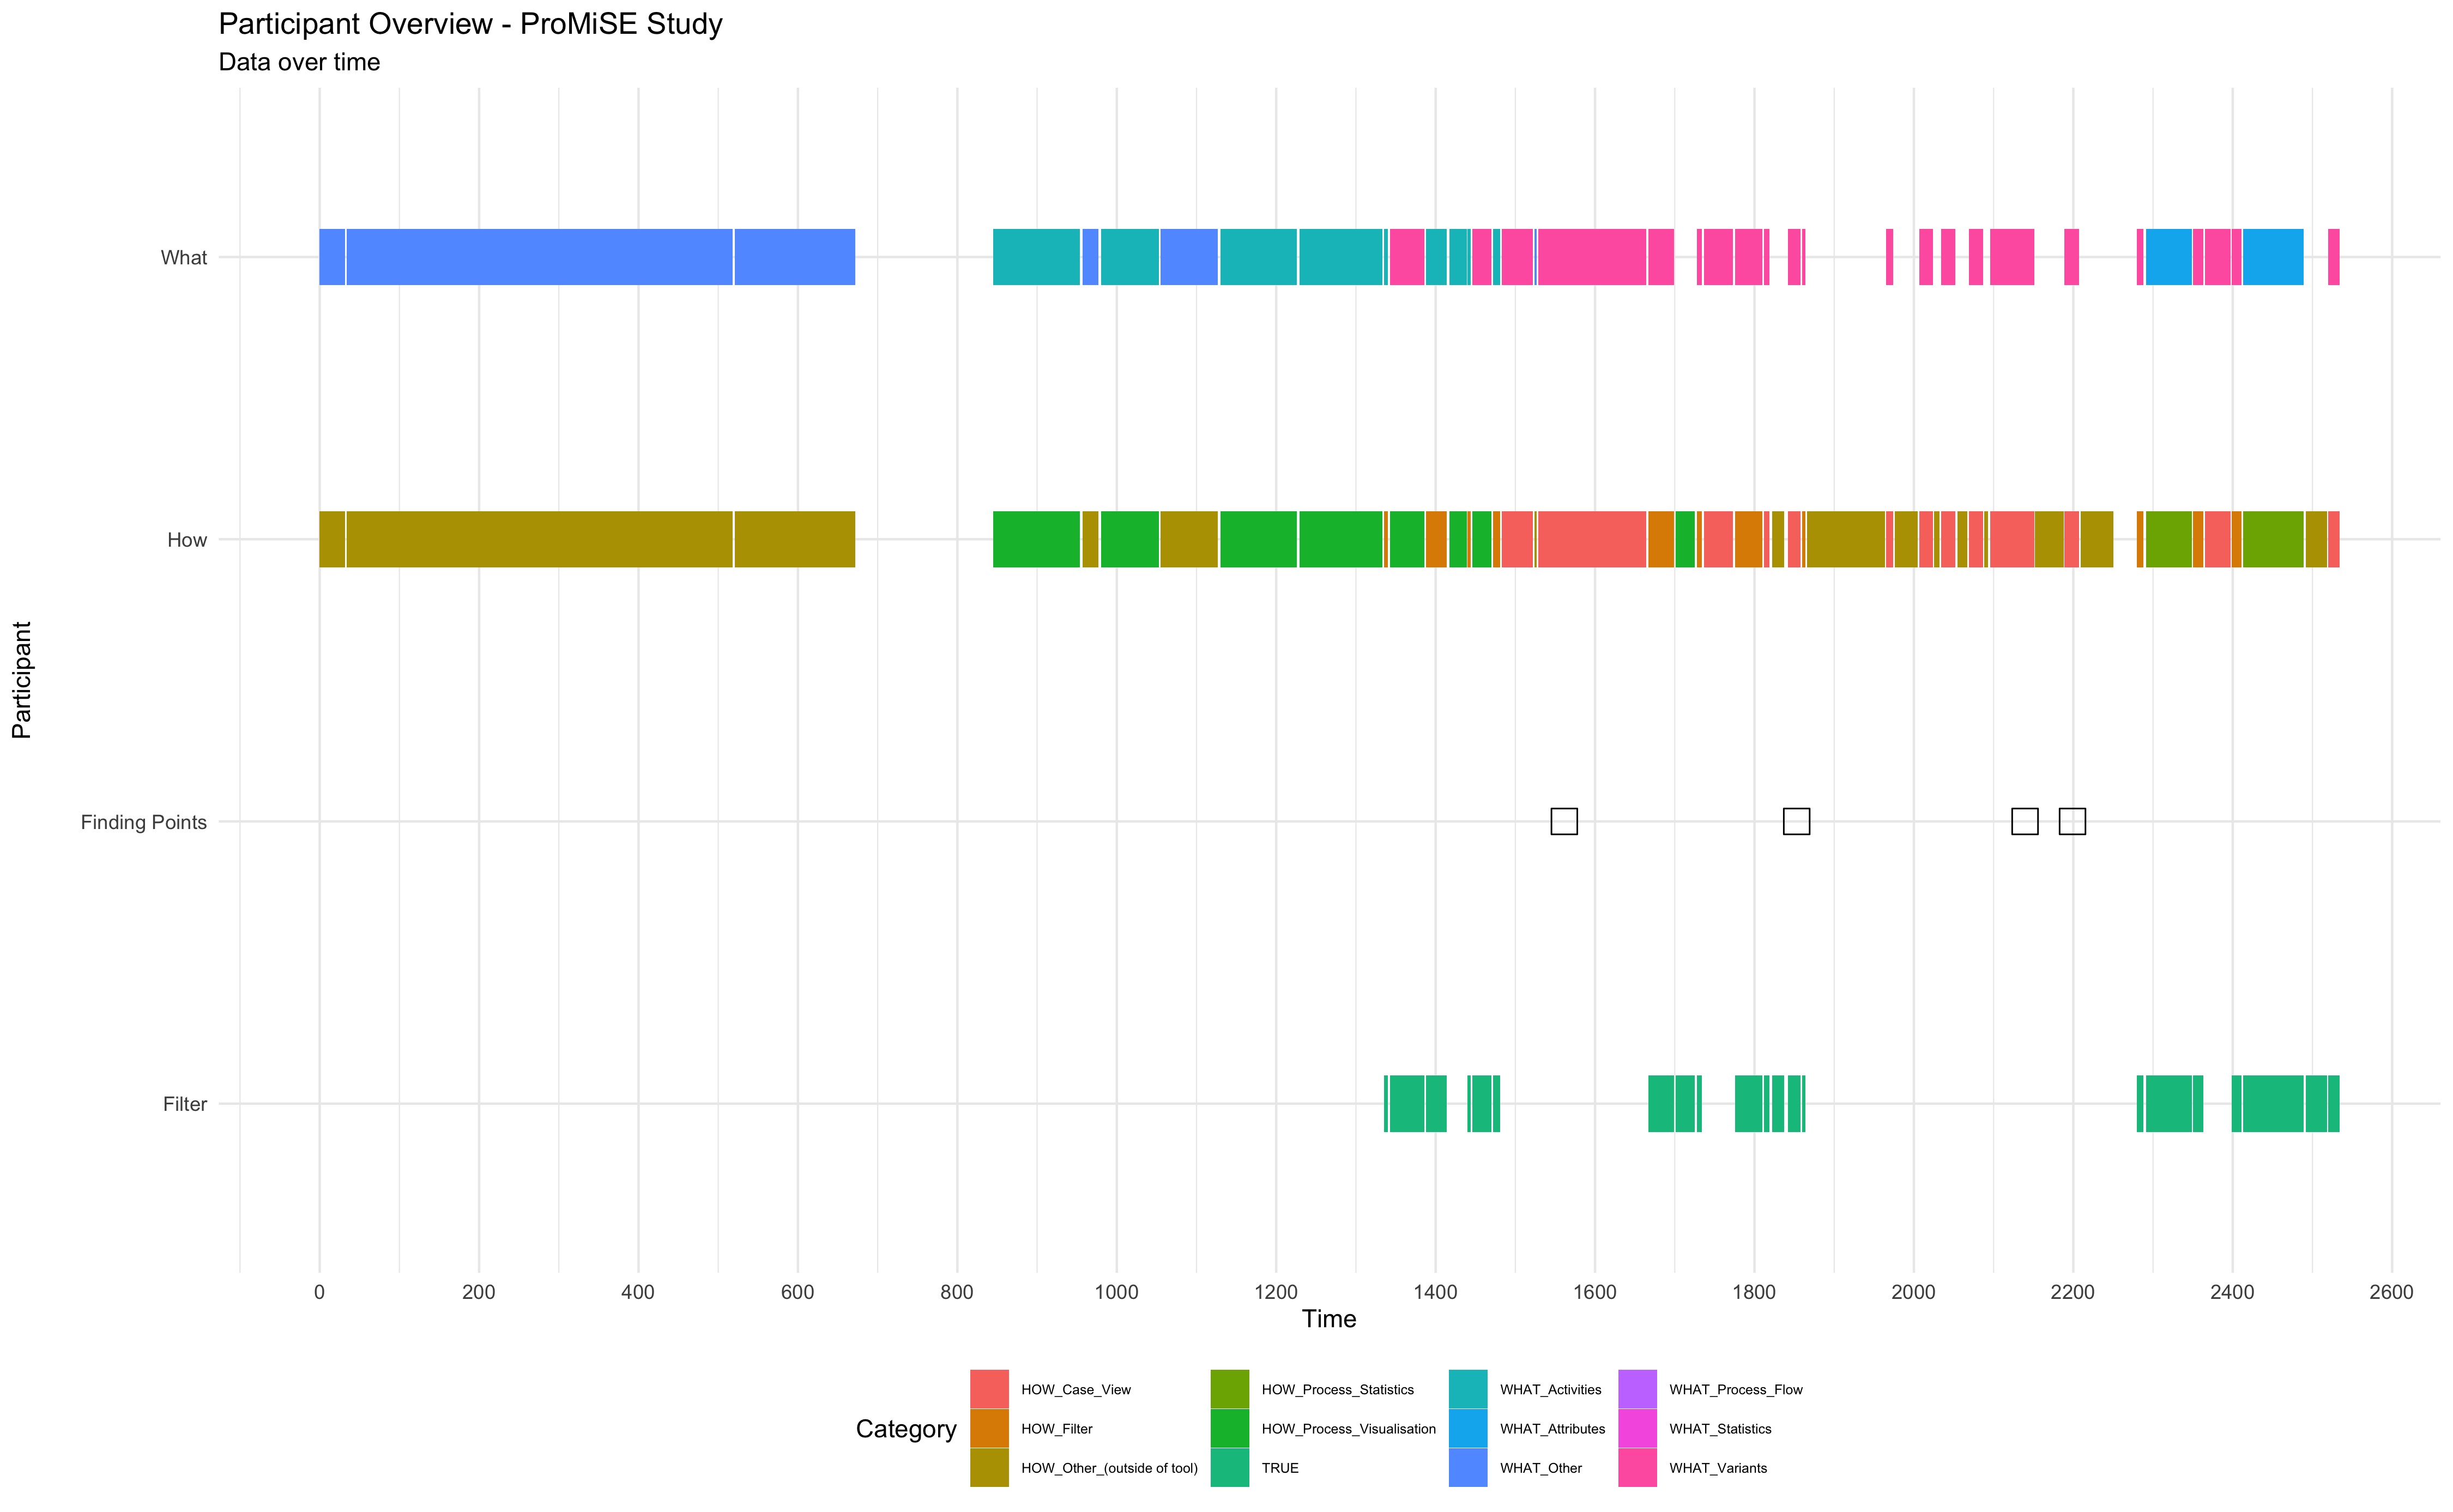 Participant Overview - ProMiSE Study
Data over time
What
How
Finding Points
Filter
Participant
0 200 400 600 800 1000 1200 1400 1600 1800 2000 2200 2400 2600
Time
Category
HOW_Case_View
HOW_Filter
HOW_Other_(outside of tool)
HOW_Process_Statistics
HOW_Process_Visualisation
TRUE
WHAT_Activities
WHAT_Attributes
WHAT_Other
WHAT_Process_Flow
WHAT_Statistics
WHAT_Variants